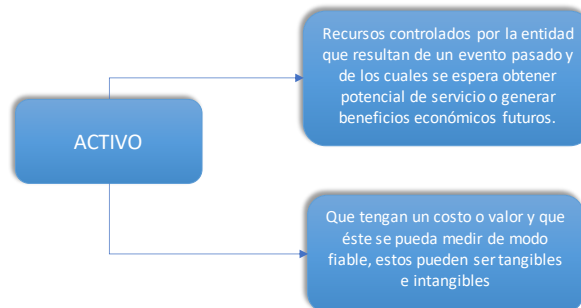 Recursos controlados por la entidad
que resultan de un evento pasado y
de los cuales se espera obtener
potencial de servicio o generar
beneficios económicos futuros.
ACTIVO
Que tengan un costo o valor y que
éste se pueda medir de modo
fiable, estos pueden ser tangibles
e intangibles